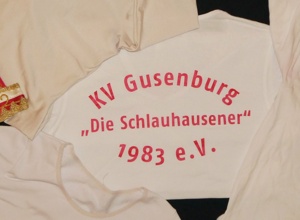 KV Gusenburg
„Die Schlauhausener“
1983 e.V.